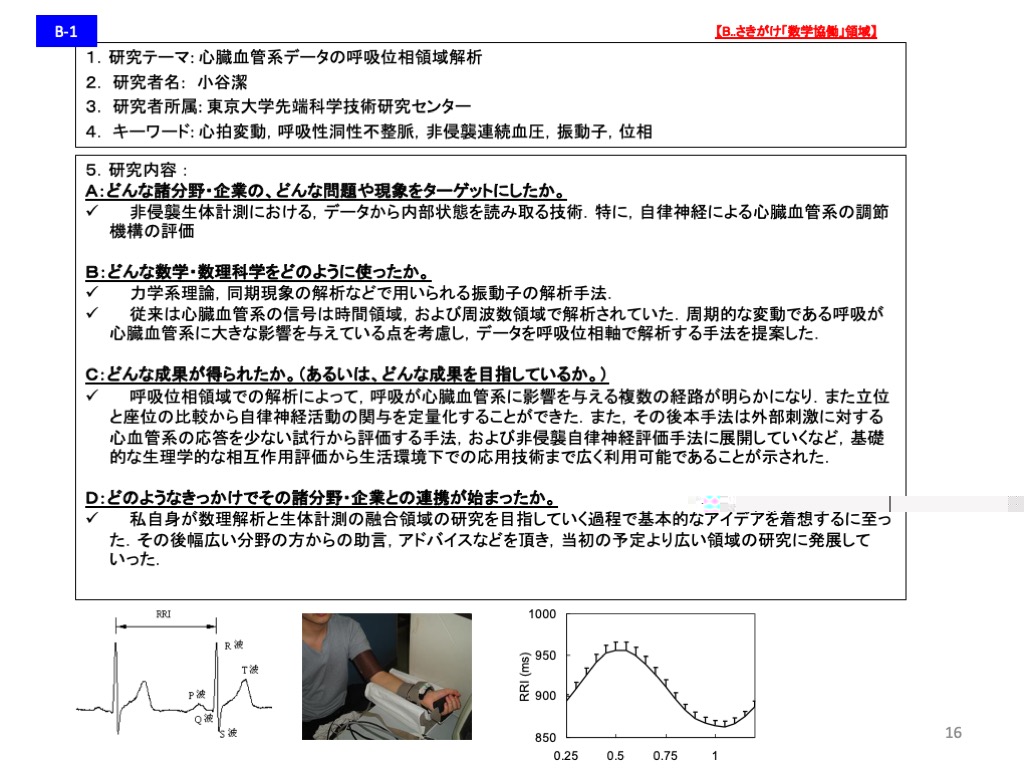 B-1
【B..さきがけ「数学協働」領域】
1. 研究テーマ: 心臓血管系データの呼吸位相領域解析
2. 研究者名: 小谷潔
3. 研究者所属: 東京大学先端科学技術研究センター
4. キーワード: 心拍変動, 呼吸性洞性不整脈, 非侵襲連続血圧, 振動子, 位相
5. 研究内容:
A:どんな諸分野・企業の、どんな問題や現象をターゲットにしたか。
✓ 非侵襲生体計測における, データから内部状態を読み取る技術. 特に, 自律神経による心臓血管系の調節
機構の評価
B:どんな数学・数理科学をどのように使ったか。
✓ 力学系理論, 同期現象の解析などで用いられる振動子の解析手法.
✓ 従来は心臓血管系の信号は時間領域, および周波数領域で解析されていた. 周期的な変動である呼吸が
心臓血管系に大きな影響を与えている点を考慮し, データを呼吸位相軸で解析する手法を提案した.
C:どんな成果が得られたか。(あるいは、どんな成果を目指しているか。)
✓ 呼吸位相領域での解析によって, 呼吸が心臓血管系に影響を与える複数の経路が明らかになり. また立位
と座位の比較から自律神経活動の関与を定量化することができた. また, その後本手法は外部刺激に対する
心血管系の応答を少ない試行から評価する手法, および非侵襲自律神経評価手法に展開していくなど, 基礎
的な生理学的な相互作用評価から生活環境下での応用技術まで広く利用可能であることが示された.
D:どのようなきっかけでその諸分野・企業との連携が始まったか。
✓ 私自身が数理解析と生体計測の融合領域の研究を目指していく過程で基本的なアイデアを着想するに至っ
た. その後幅広い分野の方からの助言, アドバイスなどを頂き, 当初の予定より広い領域の研究に発展して
いった.
RRI
R 波
T 波
P 波
Q 波
S 波
RRI (ms)
1000
950
900
850
0.25 0.5 0.75 1
16